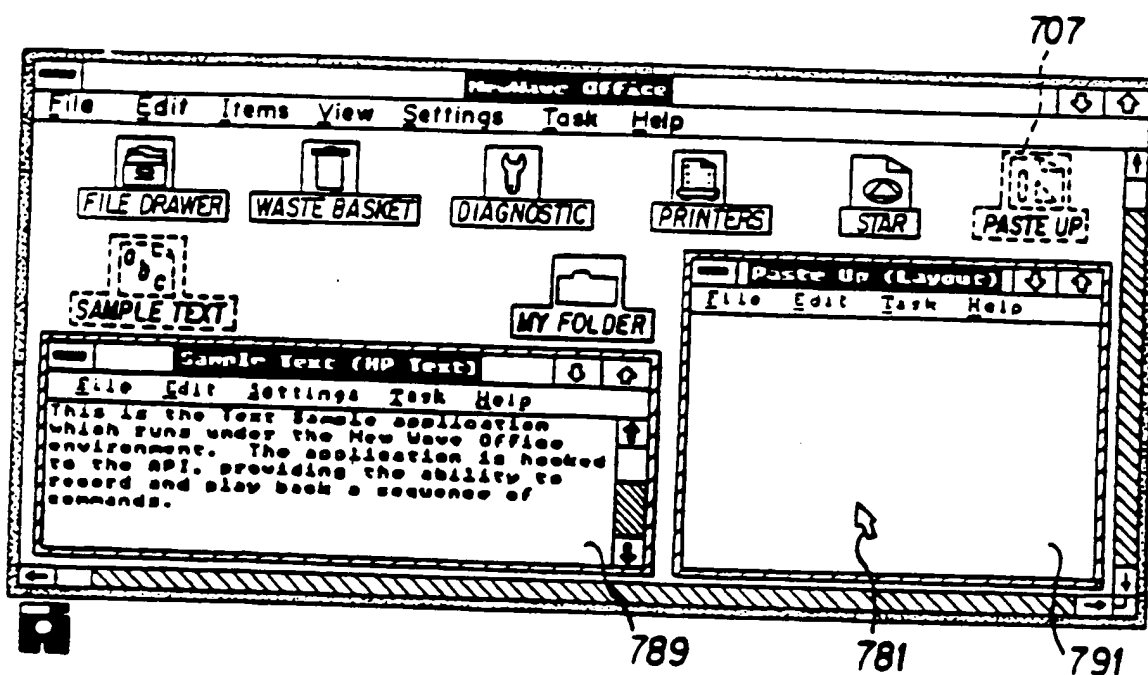 707
NewWave Office
File Edit Items View Settings Task Help
FILE DRAWER WASTE BASKET DIAGNOSTIC PRINTERS STAR PASTE UP
abc
SAMPLE TEXT MY FOLDER
Paste Up (Layout)
File Edit Task Help
Sample Text (HP Text)
File Edit Settings Task Help
This is the Text Sample application
which runs under the New Wave Office
environment. The application is hooked
to the API, providing the ability to
record and play back a sequence of
commands.
789 781 791